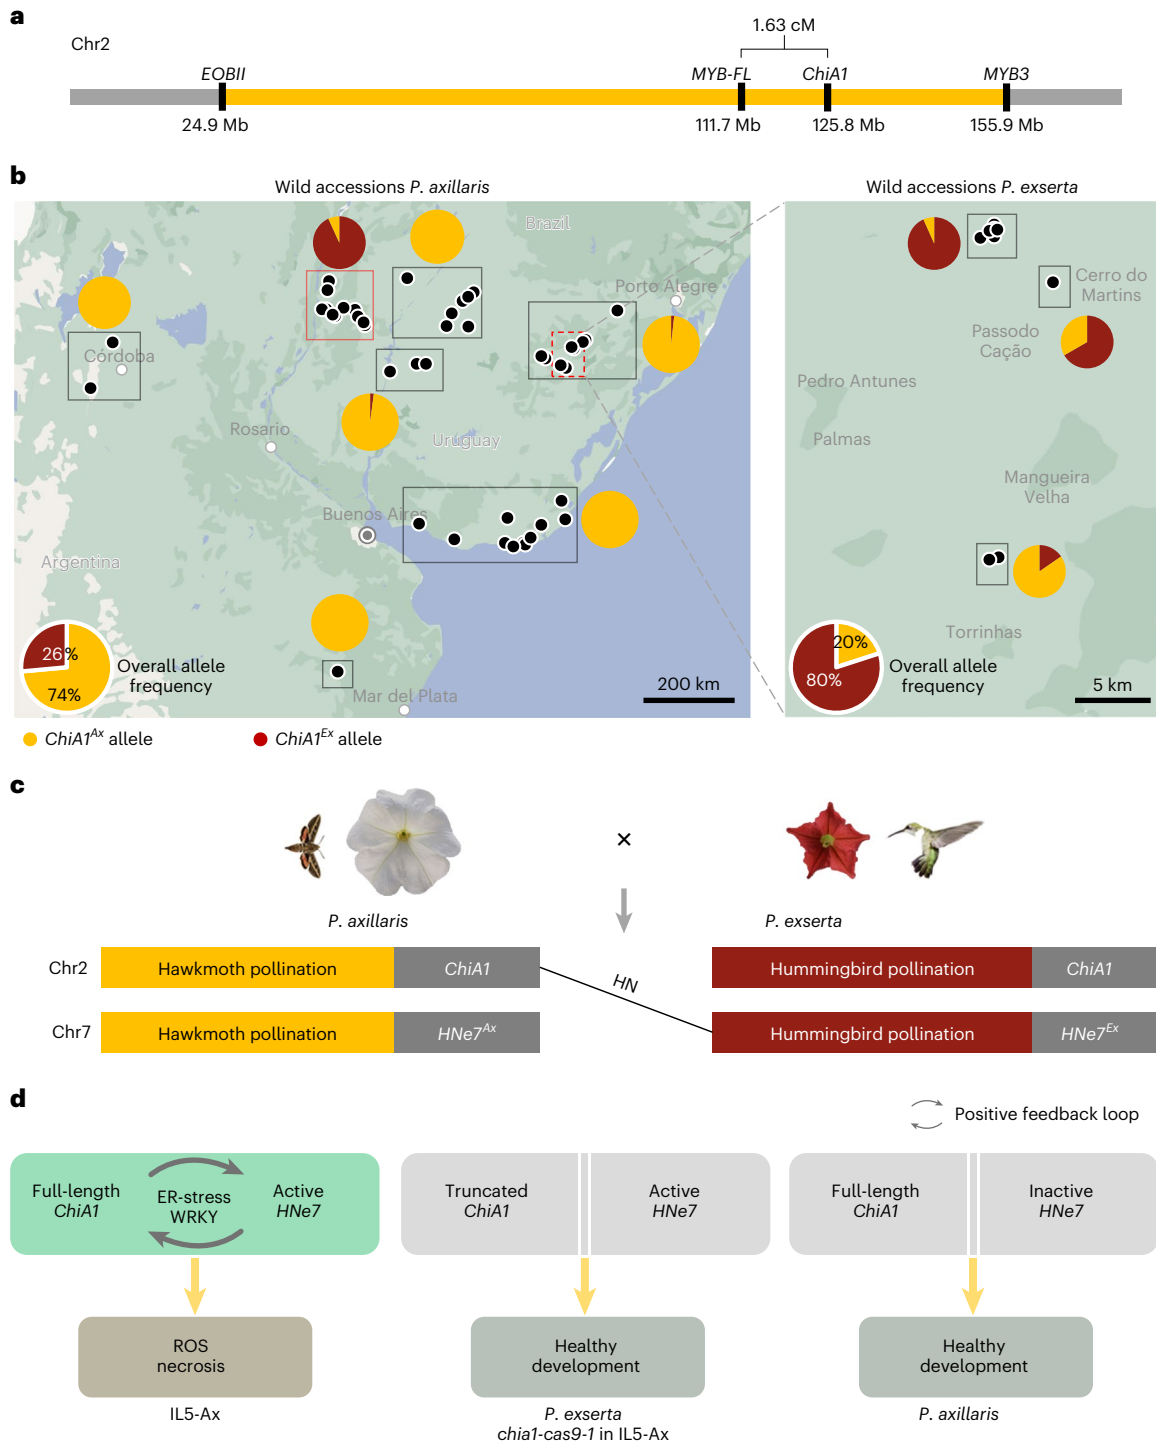 a
Chr2
1.63 cM
EOBII
MYB-FL
ChiA1
MYB3
24.9 Mb
111.7 Mb
125.8 Mb
155.9 Mb
b
Wild accessions P. axillaris
Wild accessions P. exserta
Brazil
Porto Alegre
Córdoba
Rosario
Uruguay
Buenos Aires
Argentina
Mar del Plata
26%
74%
Overall allele
frequency
200 km
Cerro do
Martins
Passodo
Cação
Pedro Antunes
Palmas
Mangueira
Velha
Torrinhas
20%
80%
Overall allele
frequency
5 km
ChiA1Ax allele
ChiA1Ex allele
c
×
P. axillaris
P. exserta
Chr2
Hawkmoth pollination
ChiA1
HN
Hummingbird pollination
ChiA1
Chr7
Hawkmoth pollination
HNe7Ax
Hummingbird pollination
HNe7Ex
d
Positive feedback loop
Full-length
ChiA1
ER-stress
WRKY
Active
HNe7
Truncated
ChiA1
Active
HNe7
Full-length
ChiA1
Inactive
HNe7
ROS
necrosis
Healthy
development
Healthy
development
IL5-Ax
P. exserta
chia1-cas9-1 in IL5-Ax
P. axillaris